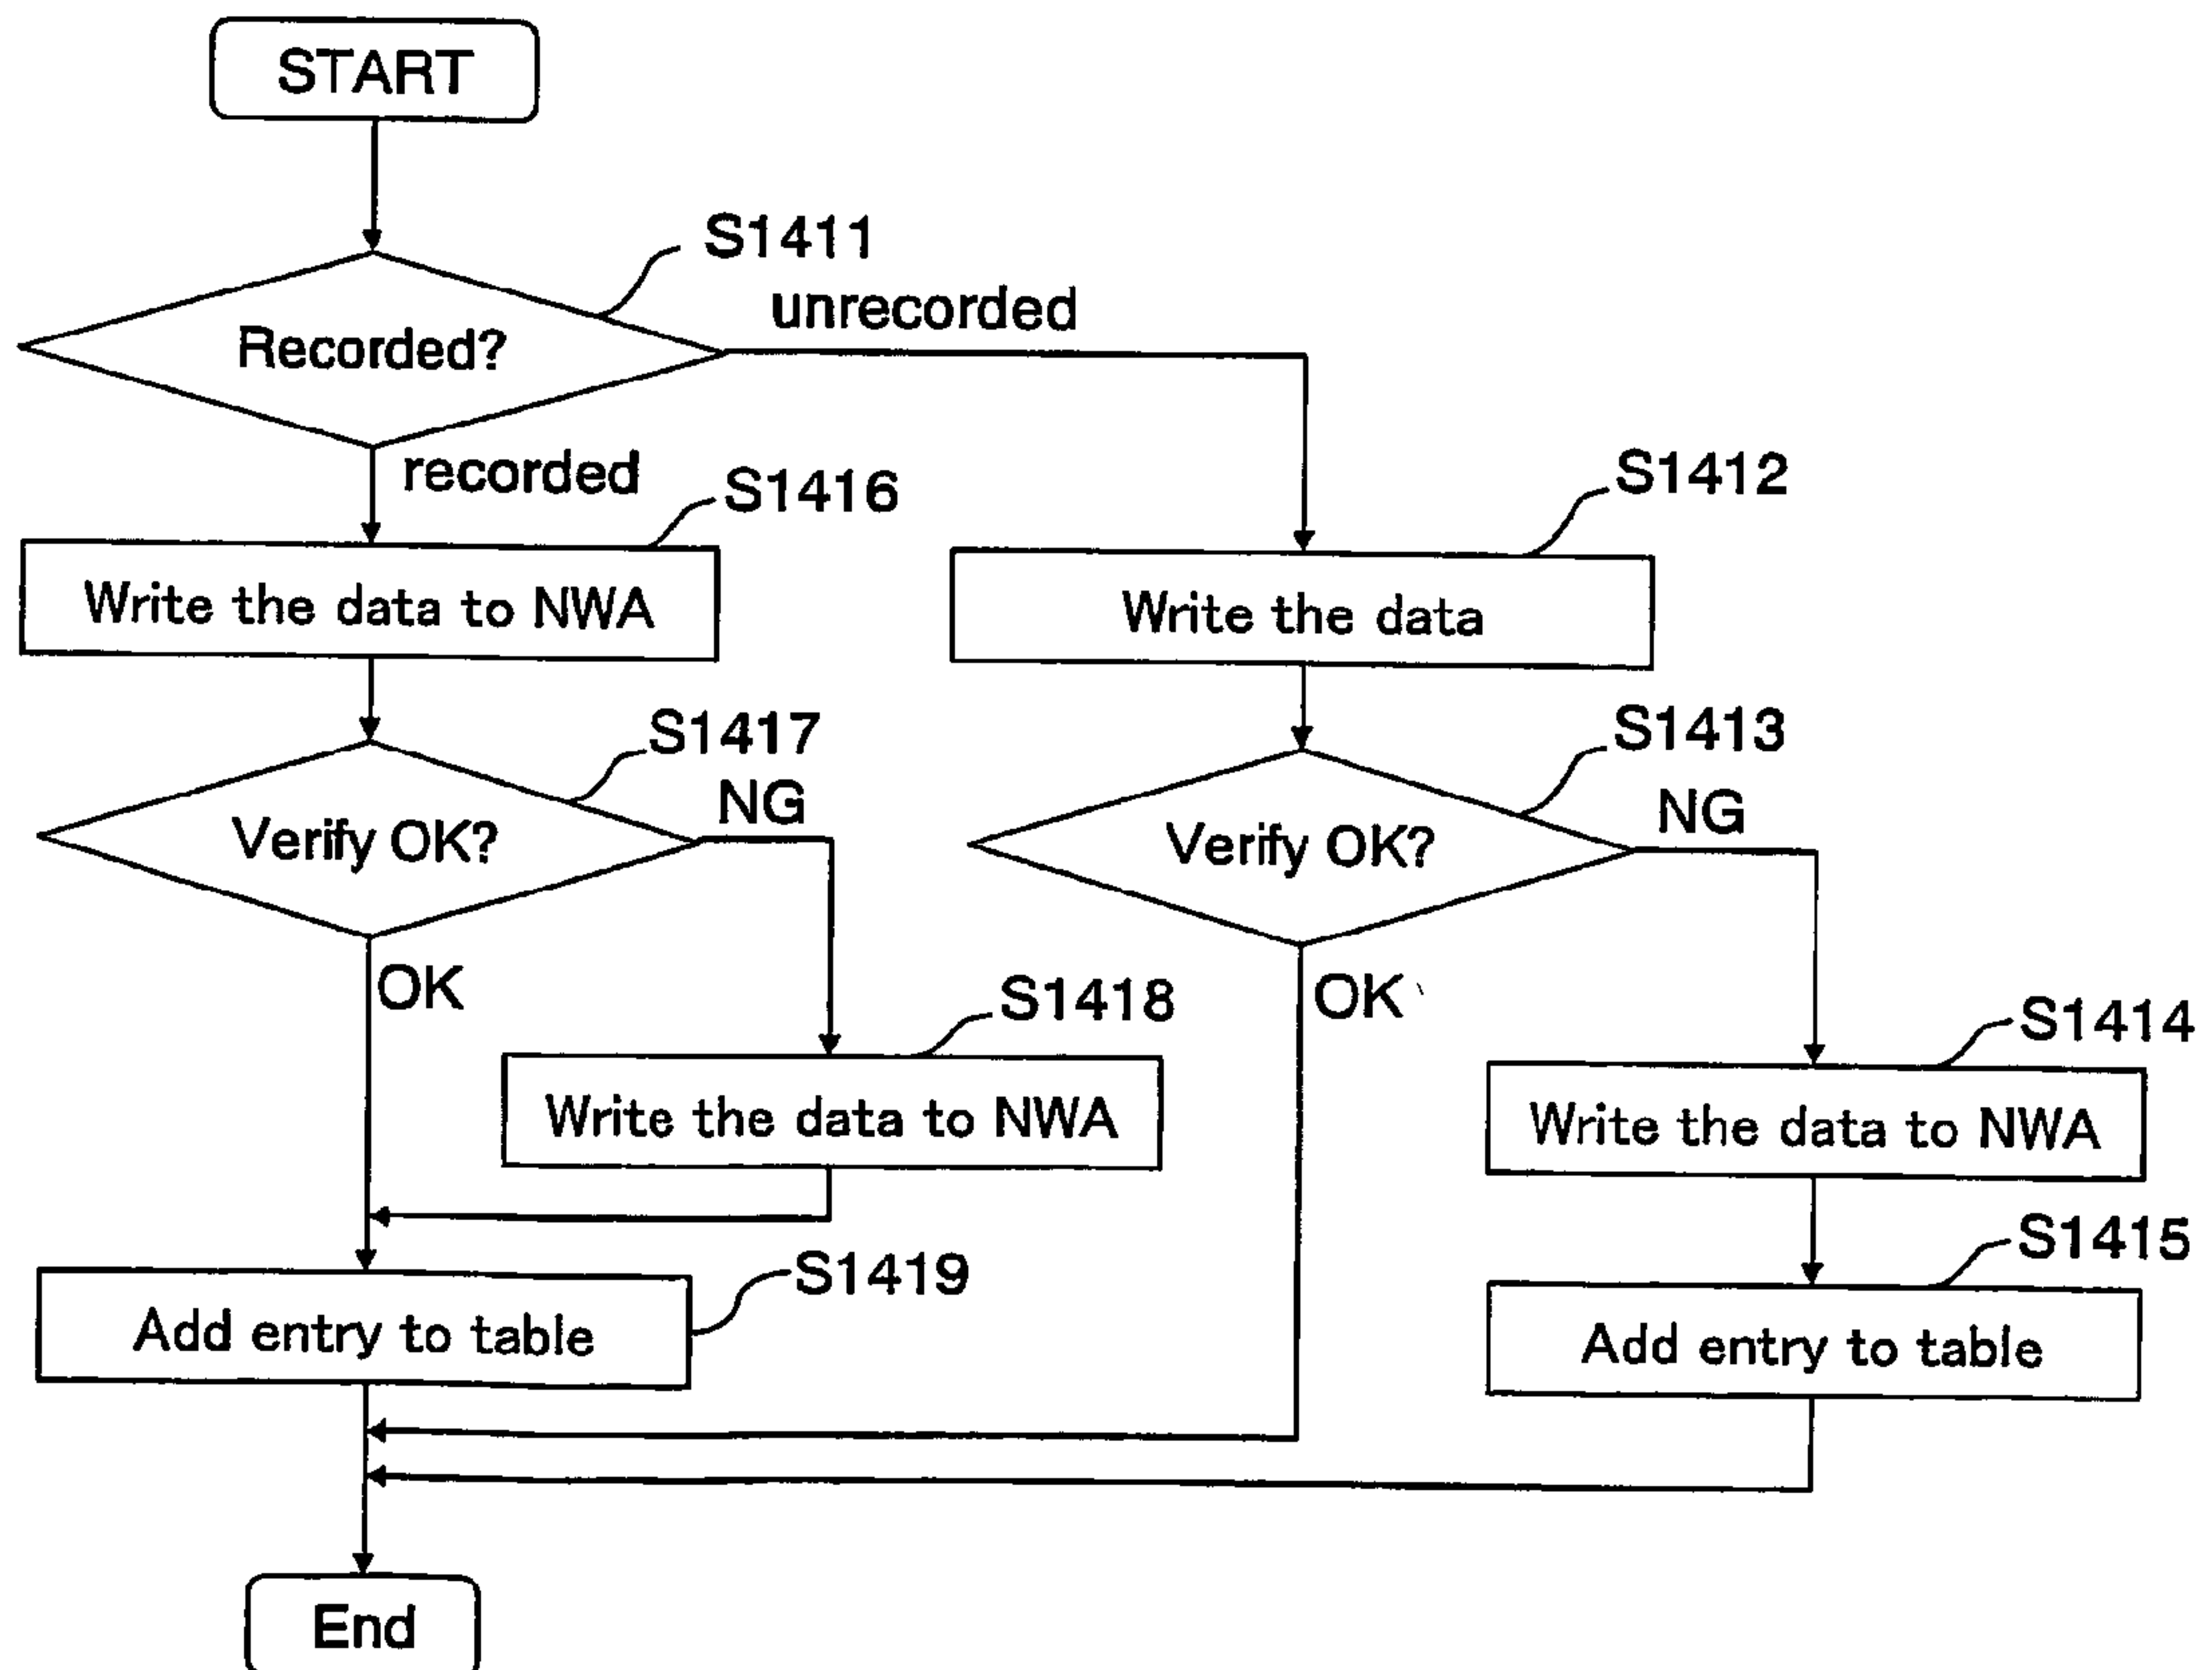 START
S1411
unrecorded
Recorded?
recorded
S1416
S1412
Write the data to NWA
Write the data
S1417
S1413
NG
NG
Verify OK?
Verify OK?
OK
OK
S1418
S1414
Write the data to NWA
Write the data to NWA
S1415
S1419
Add entry to table
Add entry to table
End